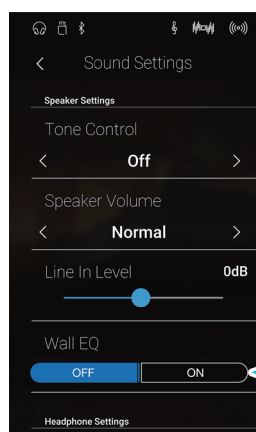 Sound Settings
Speaker Settings
Tone Control
Off
Speaker Volume
Normal
Line In Level
0dB
Wall EQ
OFF
ON
Headphone Settings